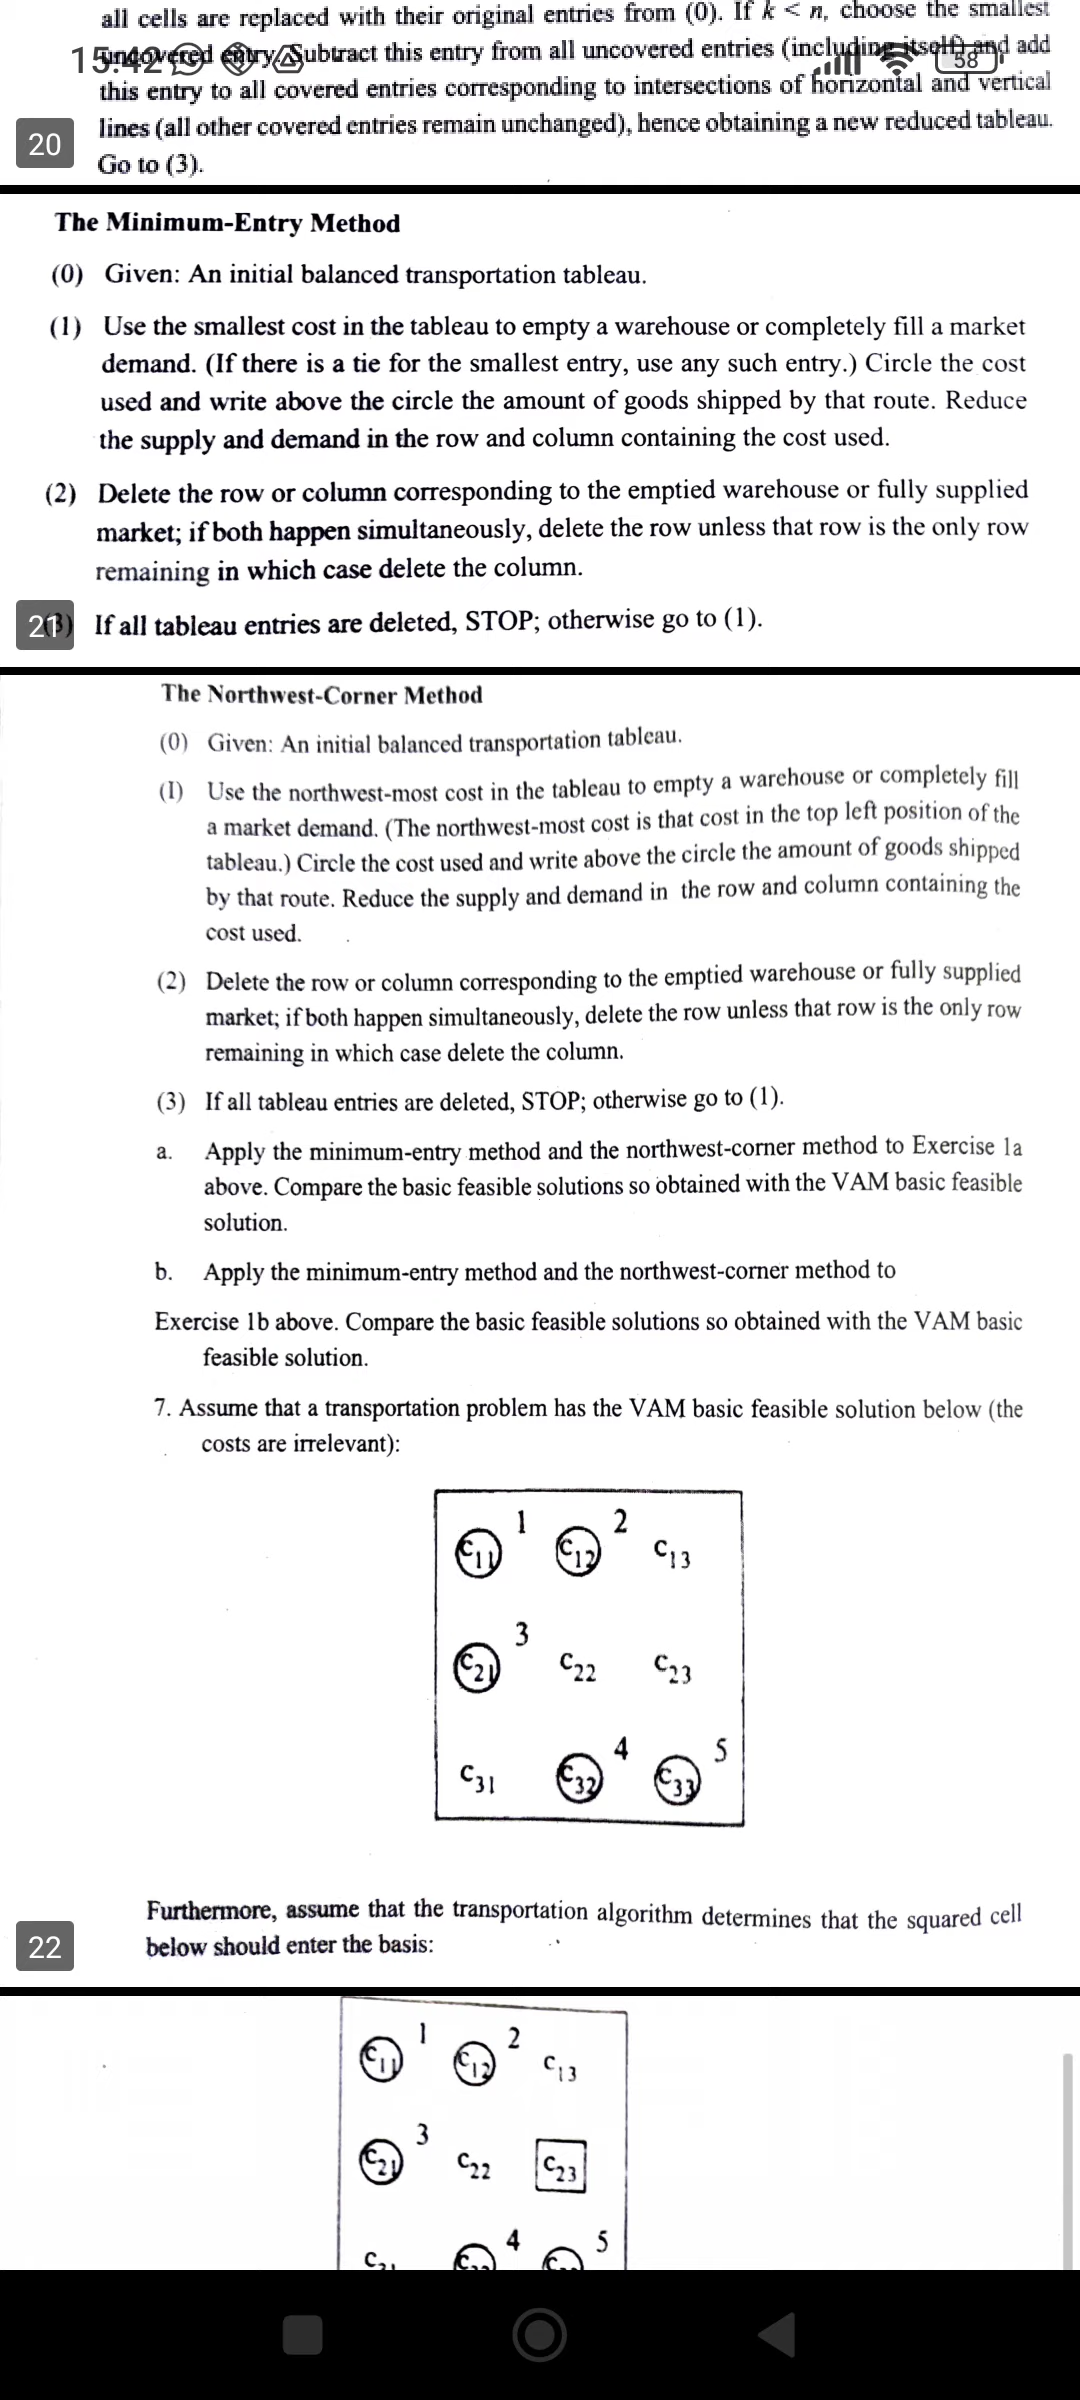 all cells are replaced with their original entries from (0). If k < n, choose the smallest
15:42
58
uncovered entry. Subtract this entry from all uncovered entries (including itself) and add
this entry to all covered entries corresponding to intersections of horizontal and vertical
lines (all other covered entries remain unchanged), hence obtaining a new reduced tableau.
20
Go to (3).
The Minimum-Entry Method
(0) Given: An initial balanced transportation tableau.
(1) Use the smallest cost in the tableau to empty a warehouse or completely fill a market
demand. (If there is a tie for the smallest entry, use any such entry.) Circle the cost
used and write above the circle the amount of goods shipped by that route. Reduce
the supply and demand in the row and column containing the cost used.
(2) Delete the row or column corresponding to the emptied warehouse or fully supplied
market; if both happen simultaneously, delete the row unless that row is the only row
remaining in which case delete the column.
21
(3) If all tableau entries are deleted, STOP; otherwise go to (1).
The Northwest-Corner Method
(0) Given: An initial balanced transportation tableau.
(I) Use the northwest-most cost in the tableau to empty a warehouse or completely fill
a market demand. (The northwest-most cost is that cost in the top left position of the
tableau.) Circle the cost used and write above the circle the amount of goods shipped
by that route. Reduce the supply and demand in the row and column containing the
cost used.
(2) Delete the row or column corresponding to the emptied warehouse or fully supplied
market; if both happen simultaneously, delete the row unless that row is the only row
remaining in which case delete the column.
(3) If all tableau entries are deleted, STOP; otherwise go to (1).
a. Apply the minimum-entry method and the northwest-corner method to Exercise 1a
above. Compare the basic feasible solutions so obtained with the VAM basic feasible
solution.
b. Apply the minimum-entry method and the northwest-corner method to
Exercise 1b above. Compare the basic feasible solutions so obtained with the VAM basic
feasible solution.
7. Assume that a transportation problem has the VAM basic feasible solution below (the
costs are irrelevant):
1 2
C11 C12 C13
3
C21 C22 C23
4 5
C31 C32 C33
Furthermore, assume that the transportation algorithm determines that the squared cell
22
below should enter the basis:
1 2
C11 C12 C13
3
C21 C22 C23
4 5